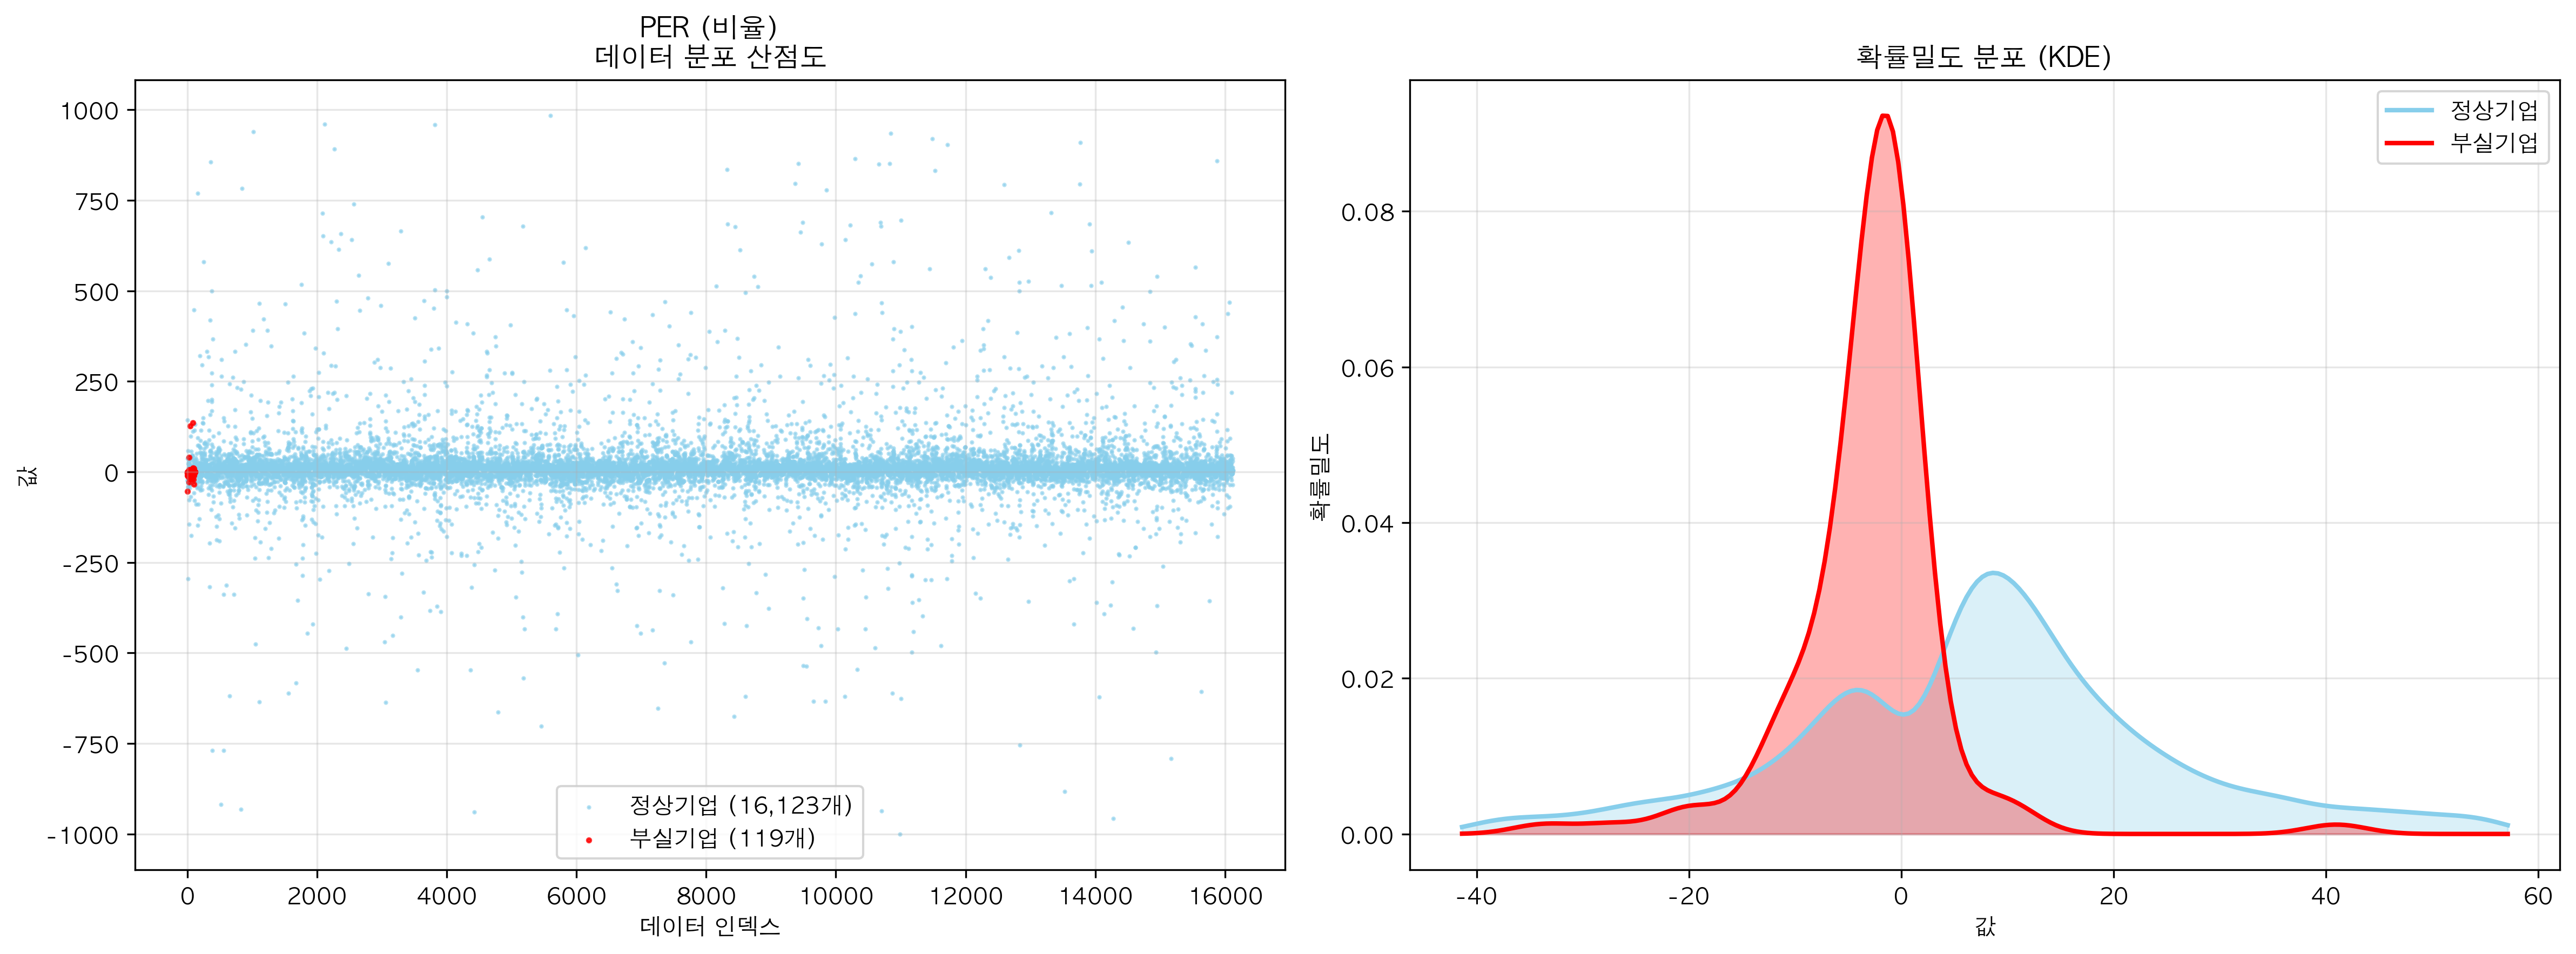 PER (비율)
데이터 분포 산점도
1000
750
500
250
0
-250
-500
-750
-1000
값
정상기업 (16,123개)
부실기업 (119개)
0 2000 4000 6000 8000 10000 12000 14000 16000
데이터 인덱스
확률밀도 분포 (KDE)
정상기업
부실기업
0.08
0.06
0.04
0.02
0.00
확률밀도
-40 -20 0 20 40 60
값